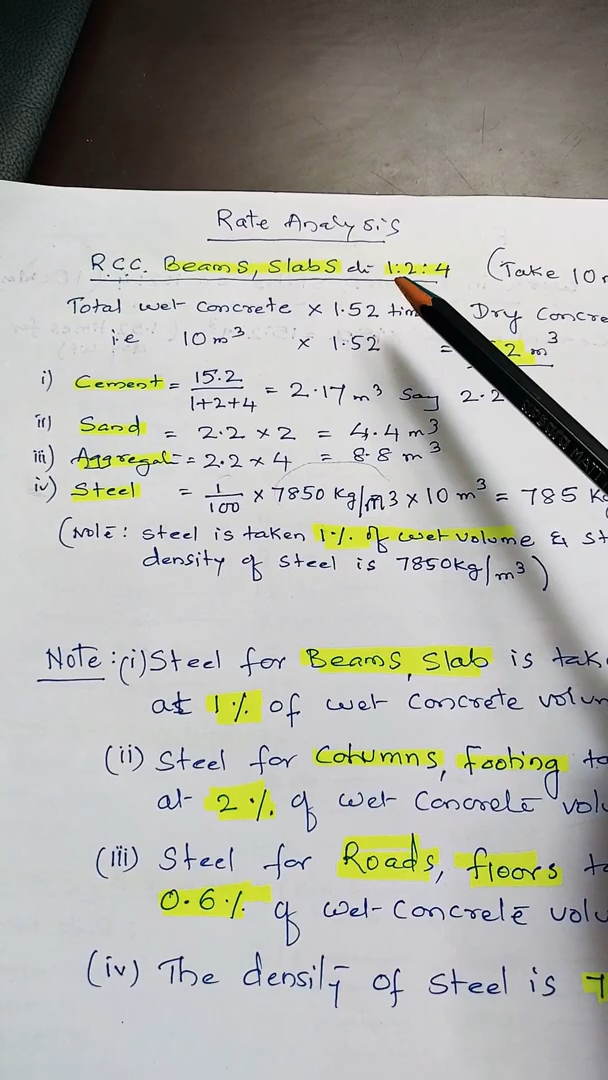 Rate Analysis
R.C.C. Beams, Slabs di 1:2:4 (Take 10
Total wet concrete × 1.52 Dry Concre
i.e 10m³ × 1.52 = 2 m³
i) Cement = 15.2 / 1+2+4 = 2.17 m³ Say 2.2
ii) Sand = 2.2 × 2 = 4.4 m³
iii) Aggregat = 2.2 × 4 = 8.8 m³
iv) Steel = 1/100 × 7850 Kg/m3 × 10 m³ = 785 K
(Note: steel is taken 1% of wet volume & st
density of steel is 7850kg/m³)
Note: (i) Steel for Beams, Slab is tak
at 1% of wet concrete volu
(ii) Steel for Columns, footing ta
at 2% of wet Concrete volu
(iii) Steel for Roads, floors ta
0.6% of wet-concrete volu
(iv) The density of steel is 7